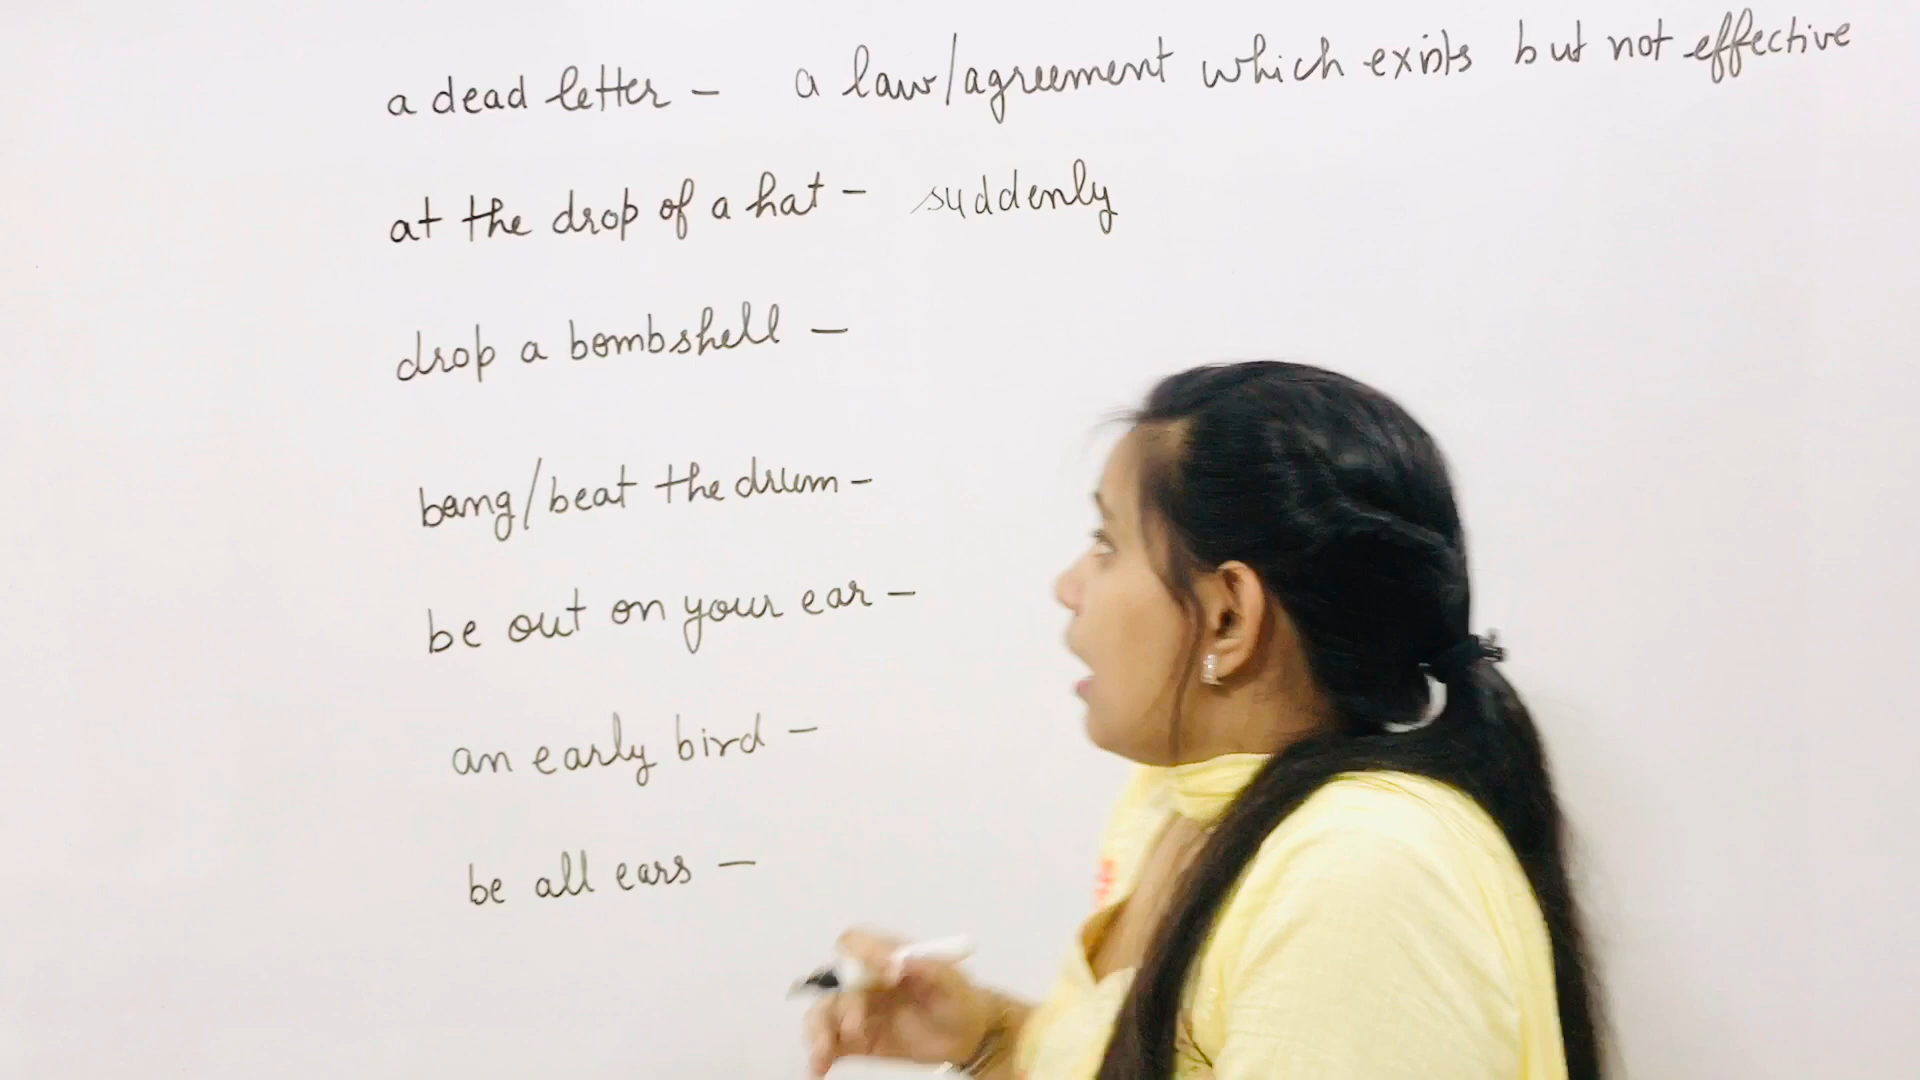 a dead letter - a law/agreement which exists but not effective
at the drop of a hat - suddenly
drop a bombshell -
bang/beat the drum -
be out on your ear -
an early bird -
be all ears -